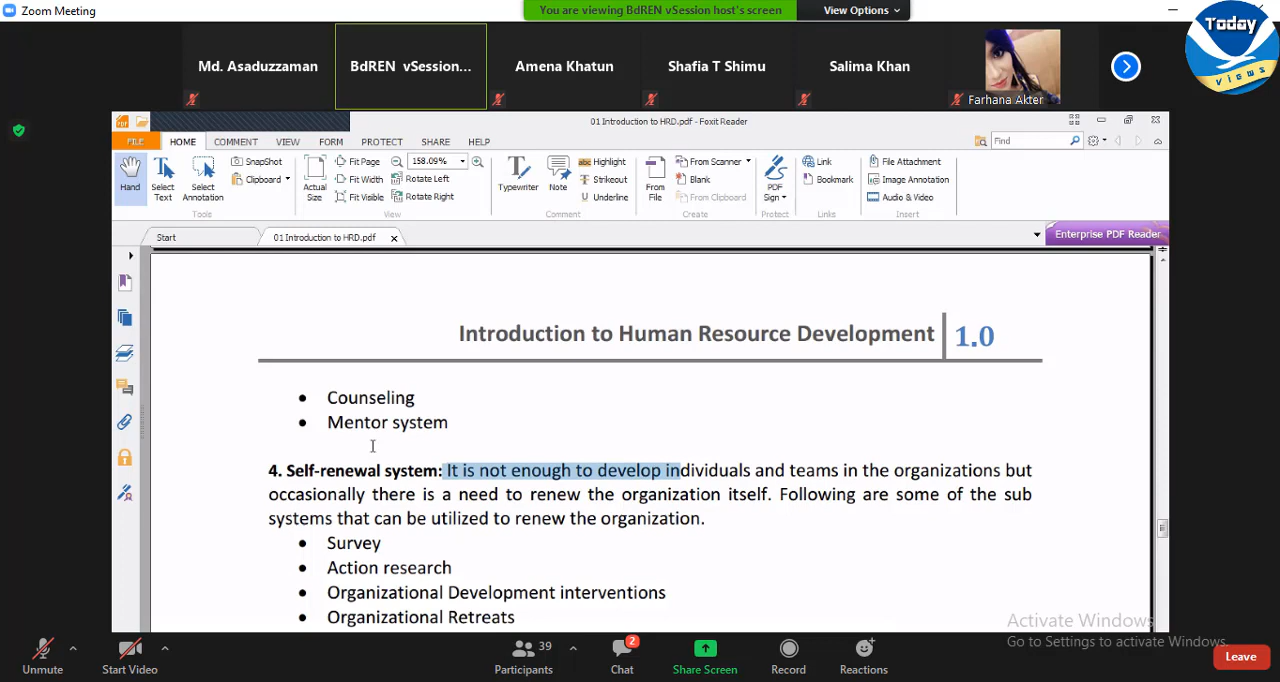 Zoom Meeting
You are viewing BdREN vSession host's screen
View Options
Today
views
Md. Asaduzzaman
BdREN vSession...
Amena Khatun
Shafia T Shimu
Salima Khan
Farhana Akter
01 Introduction to HRD.pdf - Foxit Reader
FILE HOME COMMENT VIEW FORM PROTECT SHARE HELP
Find
Hand
Select Text
Select Annotation
SnapShot
Clipboard
Tools
Actual Size
Fit Page
Fit Width
Fit Visible
158.09%
Rotate Left
Rotate Right
View
Typewriter
Note
Highlight
Strikeout
Underline
Comment
From File
From Scanner
Blank
From Clipboard
Create
PDF Sign
Protect
Link
Bookmark
Links
File Attachment
Image Annotation
Audio & Video
Insert
Start
01 Introduction to HRD.pdf
Enterprise PDF Reader
Introduction to Human Resource Development 1.0
• Counseling
• Mentor system
4. Self-renewal system: It is not enough to develop individuals and teams in the organizations but
occasionally there is a need to renew the organization itself. Following are some of the sub
systems that can be utilized to renew the organization.
• Survey
• Action research
• Organizational Development interventions
• Organizational Retreats
Activate Windows
Go to Settings to activate Windows.
Unmute
Start Video
39
Participants
2
Chat
Share Screen
Record
Reactions
Leave